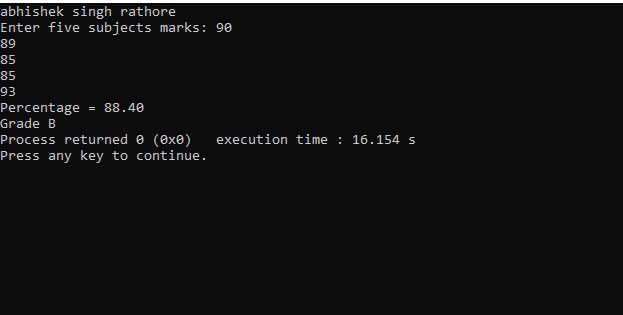 abhishek singh rathore
Enter five subjects marks: 90
89
85
85
93
Percentage = 88.40
Grade B
Process returned 0 (0x0)   execution time : 16.154 s
Press any key to continue.